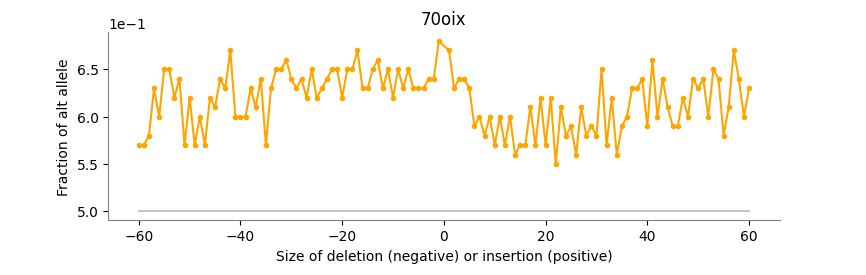 70oix
1e−1
6.5
6.0
5.5
5.0
Fraction of alt allele
−60 −40 −20 0 20 40 60
Size of deletion (negative) or insertion (positive)